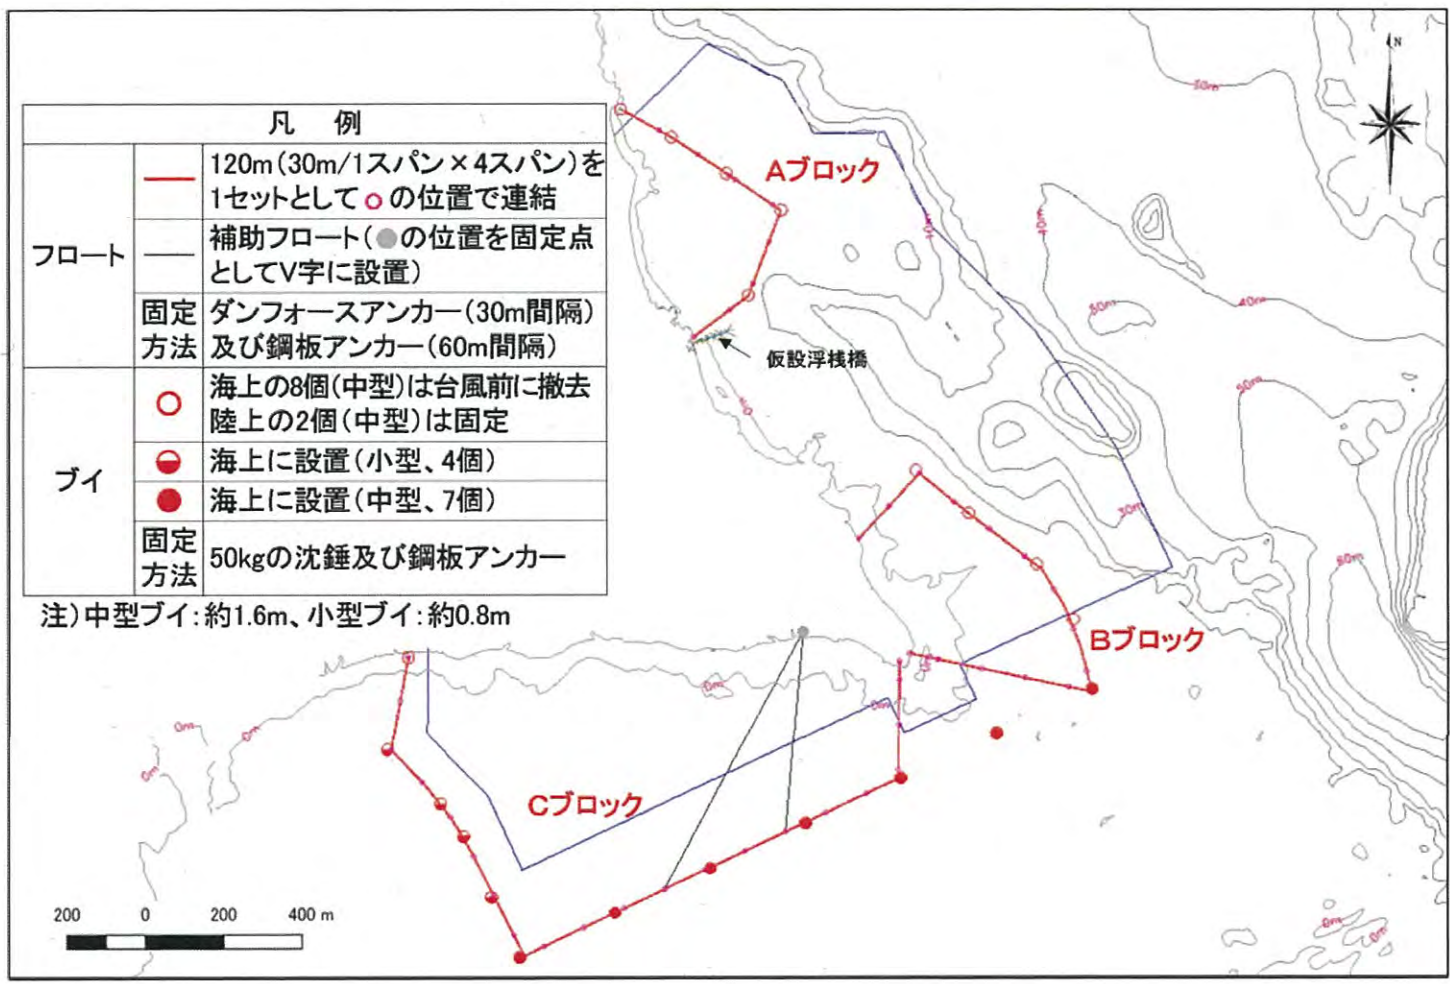 凡 例
フロート
120m(30m/1スパン×4スパン)を
1セットとして○の位置で連結
補助フロート(●の位置を固定点
としてV字に設置)
固定
方法
ダンフォースアンカー(30m間隔)
及び鋼板アンカー(60m間隔)
ブイ
海上の8個(中型)は台風前に撤去
陸上の2個(中型)は固定
海上に設置(小型、4個)
海上に設置(中型、7個)
固定
方法
50kgの沈錘及び鋼板アンカー
注)中型ブイ:約1.6m、小型ブイ:約0.8m
N
50m
Aブロック
40m
40m
50m
仮設浮桟橋
50m
30m
Bブロック
0m
0m
0m
0m
0m
Cブロック
200 0 200 400 m
0m
0m